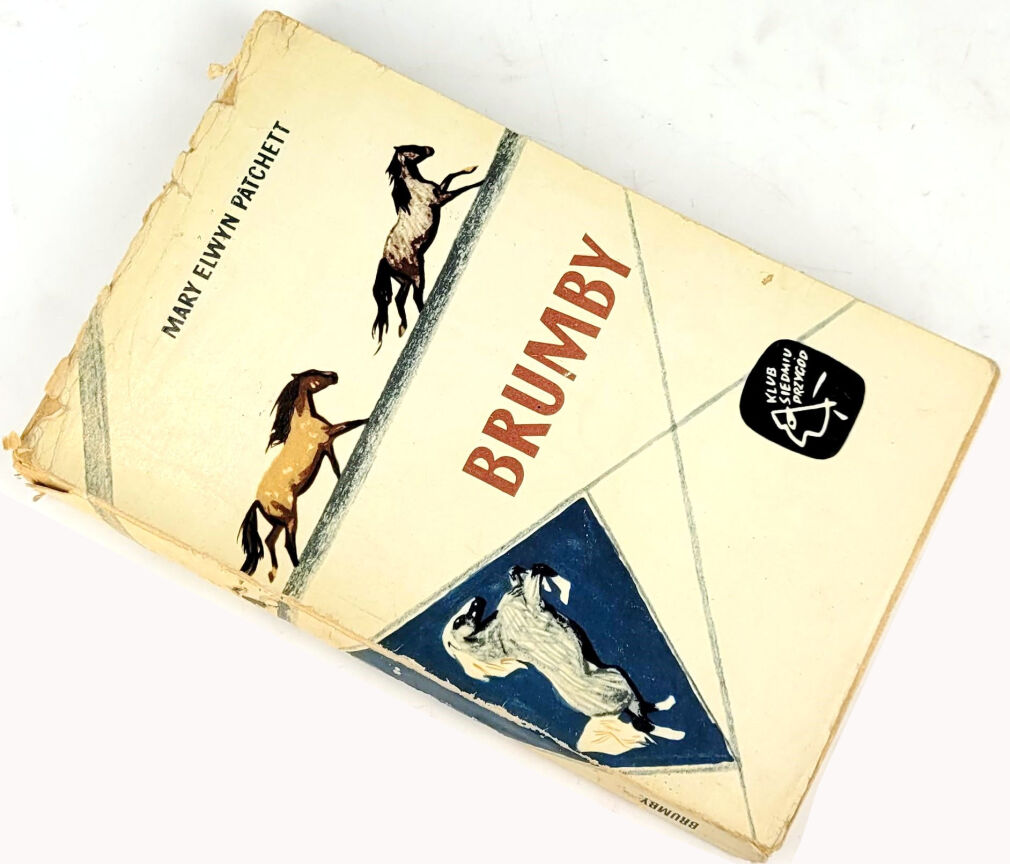 MARY ELWYN PATCHETT
BRUMBY
KLUB
SIEDMIU
PRZYGÓD
BRUMBY